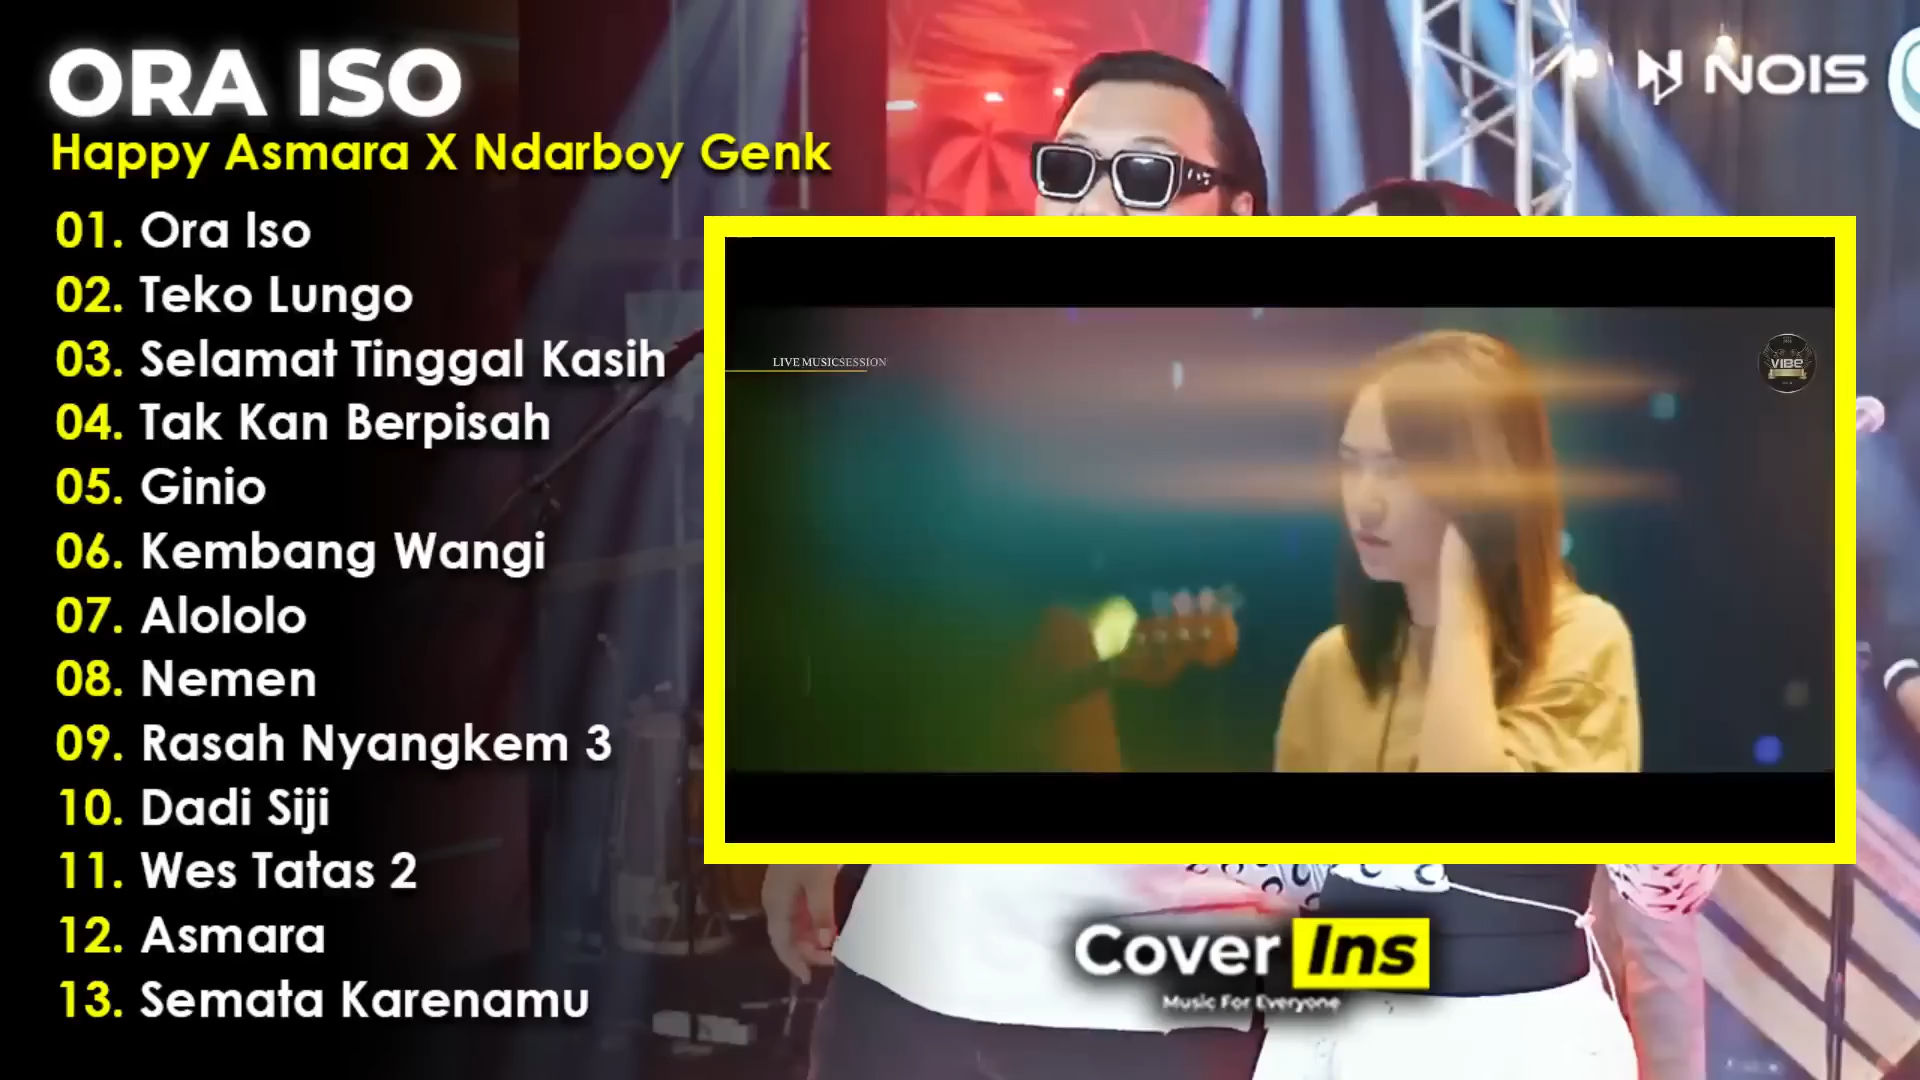 ORA ISO
Happy Asmara X Ndarboy Genk
01. Ora Iso
02. Teko Lungo
03. Selamat Tinggal Kasih
04. Tak Kan Berpisah
05. Ginio
06. Kembang Wangi
07. Alololo
08. Nemen
09. Rasah Nyangkem 3
10. Dadi Siji
11. Wes Tatas 2
12. Asmara
13. Semata Karenamu
NOIS
LIVE MUSICSESSION
VIBE
Cover Ins
Music For Everyone